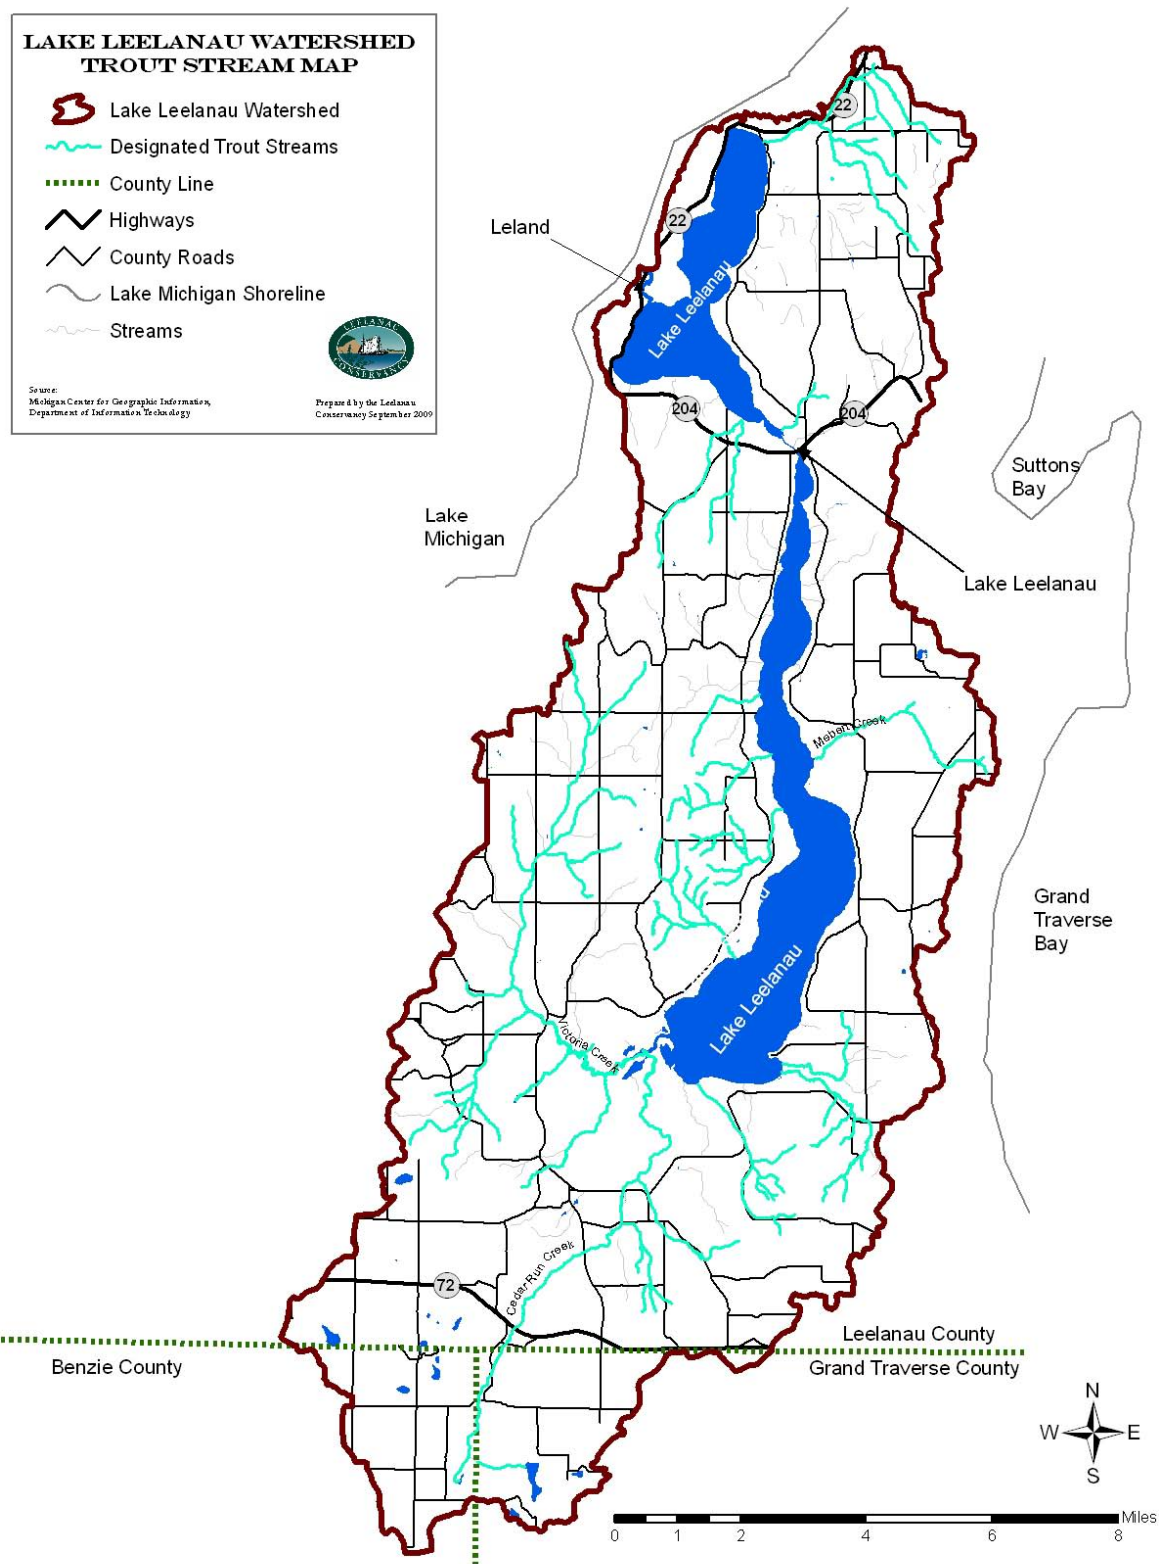 LAKE LEELANAU WATERSHED
TROUT STREAM MAP
Lake Leelanau Watershed
Designated Trout Streams
County Line
Highways
County Roads
Lake Michigan Shoreline
Streams
LEELANAU
CONSERVANCY
Source:
Michigan Center for Geographic Information,
Department of Information Technology
Prepared by the Leelanau
Conservancy September 2009
22
22
Leland
Lake Leelanau
204
204
Suttons
Bay
Lake
Michigan
Lake Leelanau
Mebert Creek
Grand
Traverse
Bay
Lake Leelanau
Victoria Creek
Cedar Run Creek
72
Leelanau County
Benzie County
Grand Traverse County
N
W
E
S
Miles
0
1
2
4
6
8